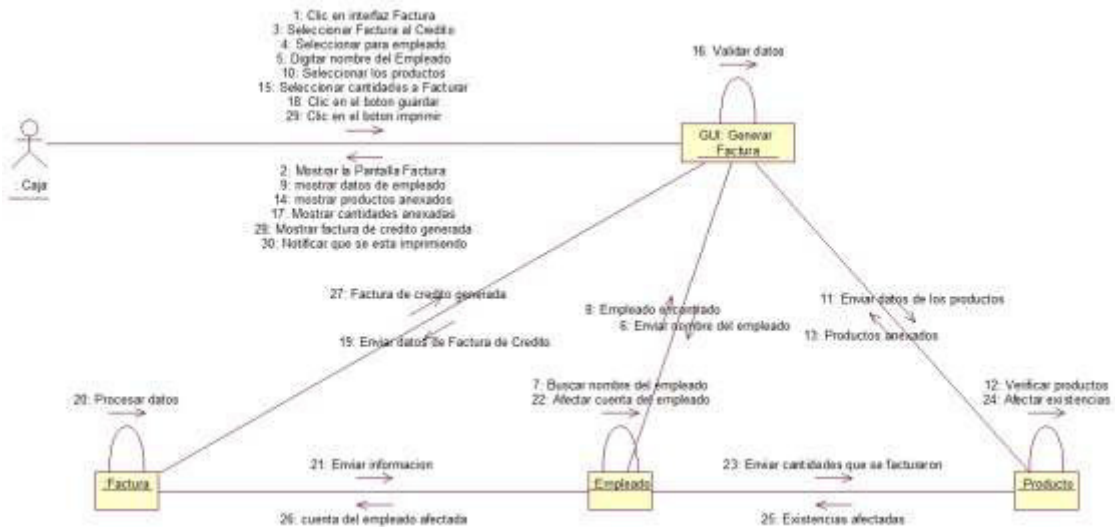 1: Clic en interfaz Factura
3: Seleccionar Factura al Credito
4: Seleccionar para empleado
5: Digitar nombre del Empleado
10: Seleccionar los productos
15: Seleccionar cantidades a Facturar
18: Clic en el boton guardar
29: Clic en el boton imprimir
16: Validar datos
GUI: Generar
Factura
: Caja
2: Mostrar la Pantalla Factura
9: mostrar datos de empleado
14: mostrar productos anexados
17: Mostrar cantidades anexadas
28: Mostrar factura de credito generada
30: Notificar que se esta imprimiendo
27: Factura de credito generada
19: Enviar datos de Factura de Credito
8: Empleado encontrado
6: Enviar nombre del empleado
11: Enviar datos de los productos
13: Productos anexados
20: Procesar datos
7: Buscar nombre del empleado
22: Afectar cuenta del empleado
12: Verificar productos
24: Afectar existencias
: Factura
21: Enviar informacion
: Empleado
23: Enviar cantidades que se facturaron
: Producto
26: cuenta del empleado afectada
25: Existencias afectadas